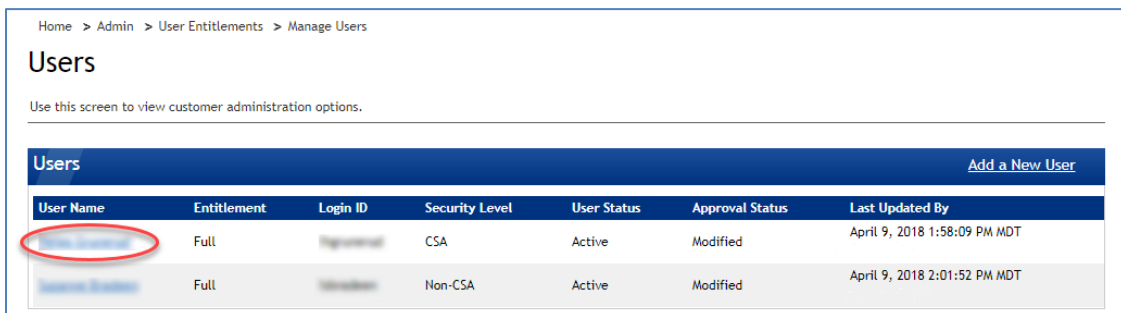 Home > Admin > User Entitlements > Manage Users
Users
Use this screen to view customer administration options.
Users Add a New User
User Name Entitlement Login ID Security Level User Status Approval Status Last Updated By
Full CSA Active Modified April 9, 2018 1:58:09 PM MDT
Full Non-CSA Active Modified April 9, 2018 2:01:52 PM MDT